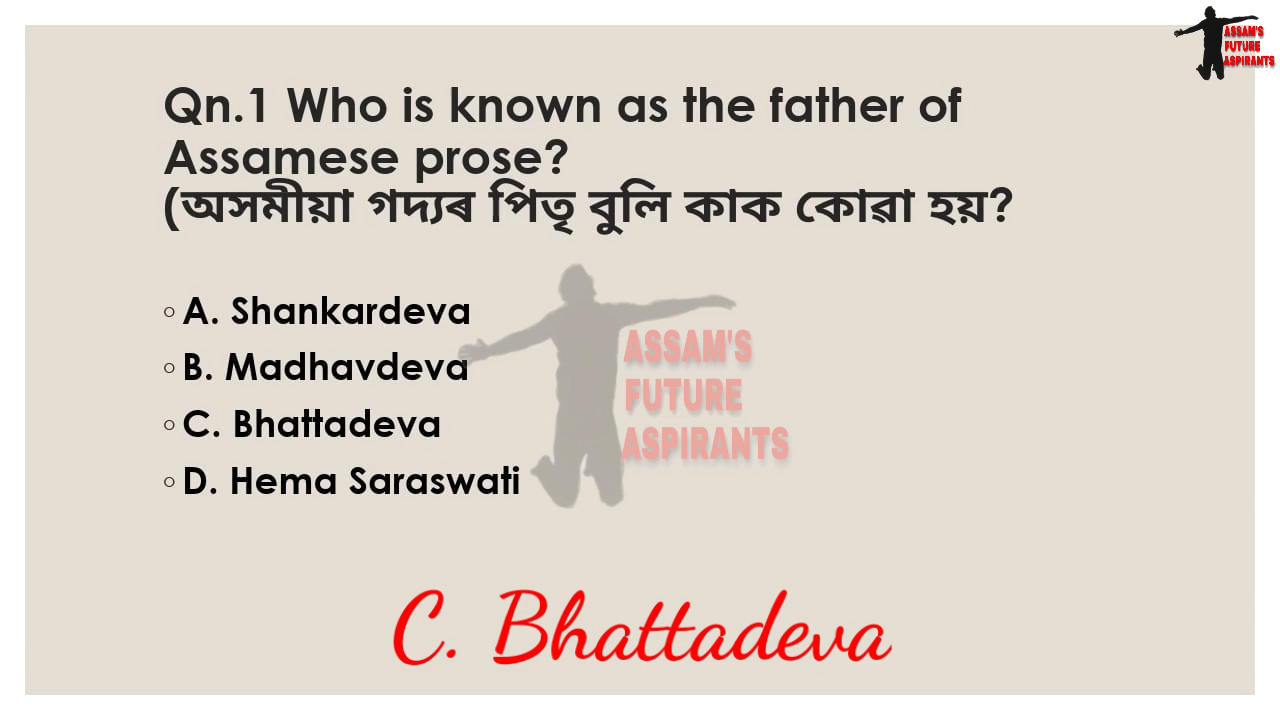 ASSAM'S
FUTURE
ASPIRANTS
Qn.1 Who is known as the father of
Assamese prose?
(অসমীয়া গদ্যৰ পিতৃ বুলি কাক কোৱা হয়?
◦ A. Shankardeva
◦ B. Madhavdeva
◦ C. Bhattadeva
◦ D. Hema Saraswati
ASSAM'S
FUTURE
ASPIRANTS
C. Bhattadeva